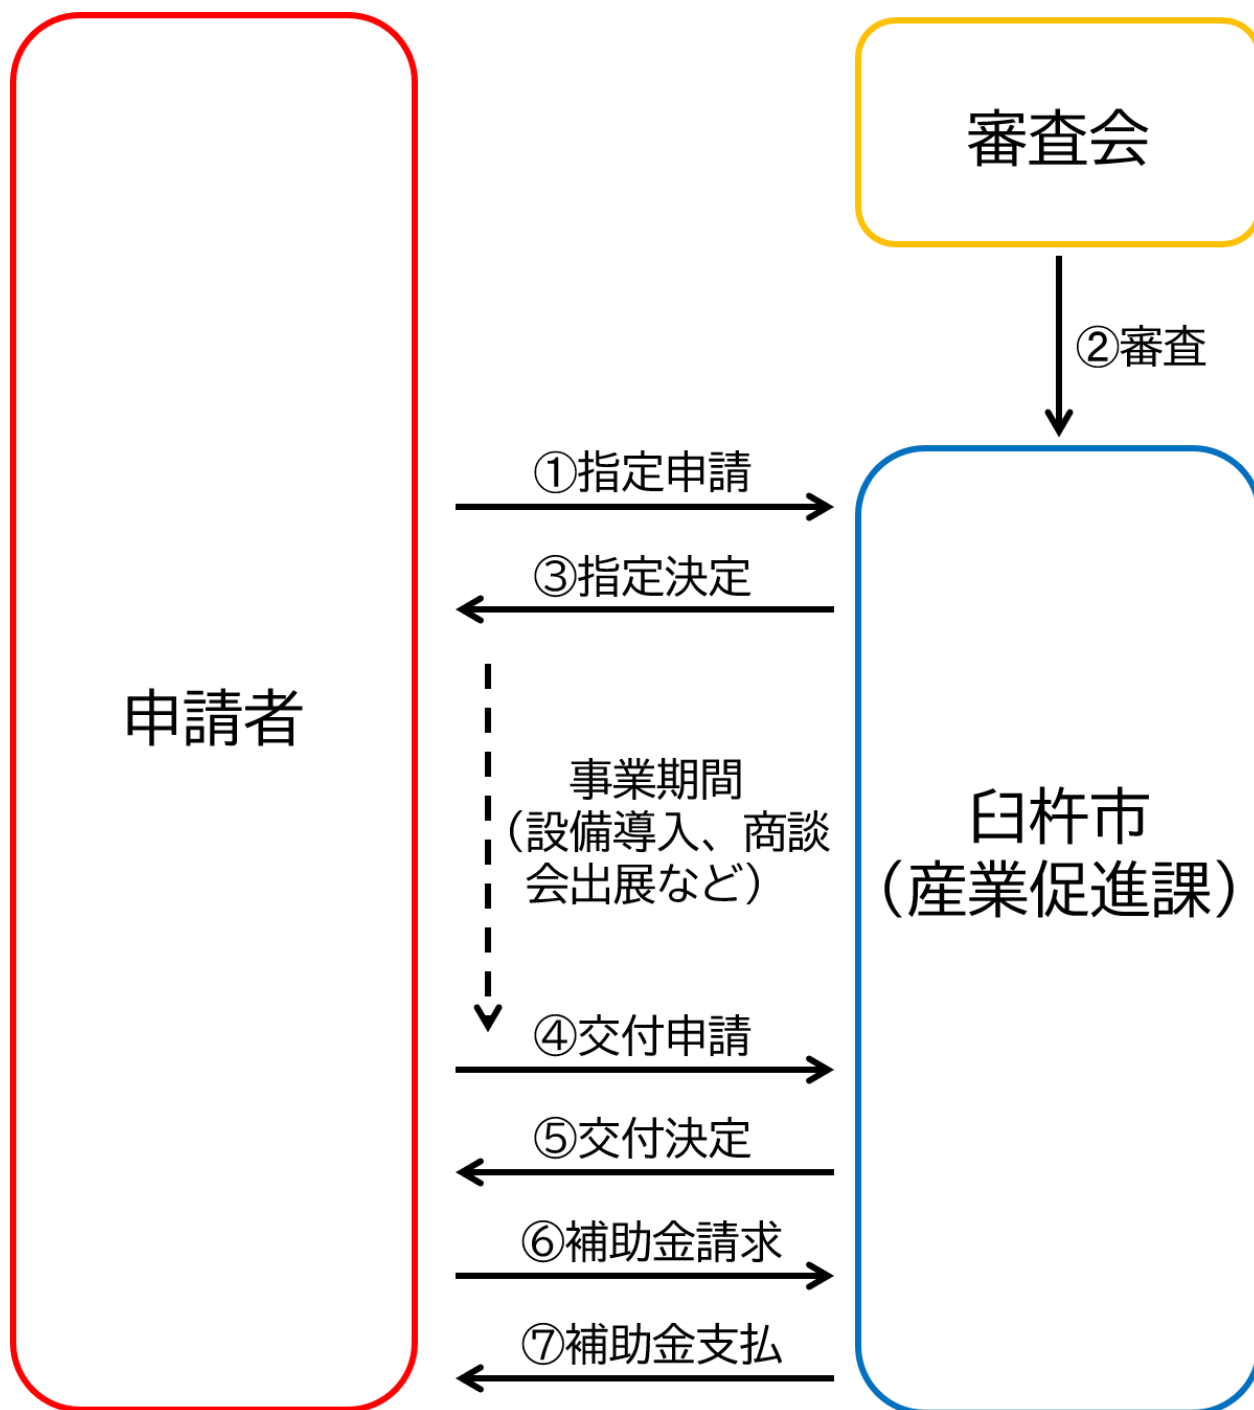 審査会
②審査
①指定申請
③指定決定
申請者
事業期間
（設備導入、商談
会出展など）
臼杵市
（産業促進課）
④交付申請
⑤交付決定
⑥補助金請求
⑦補助金支払